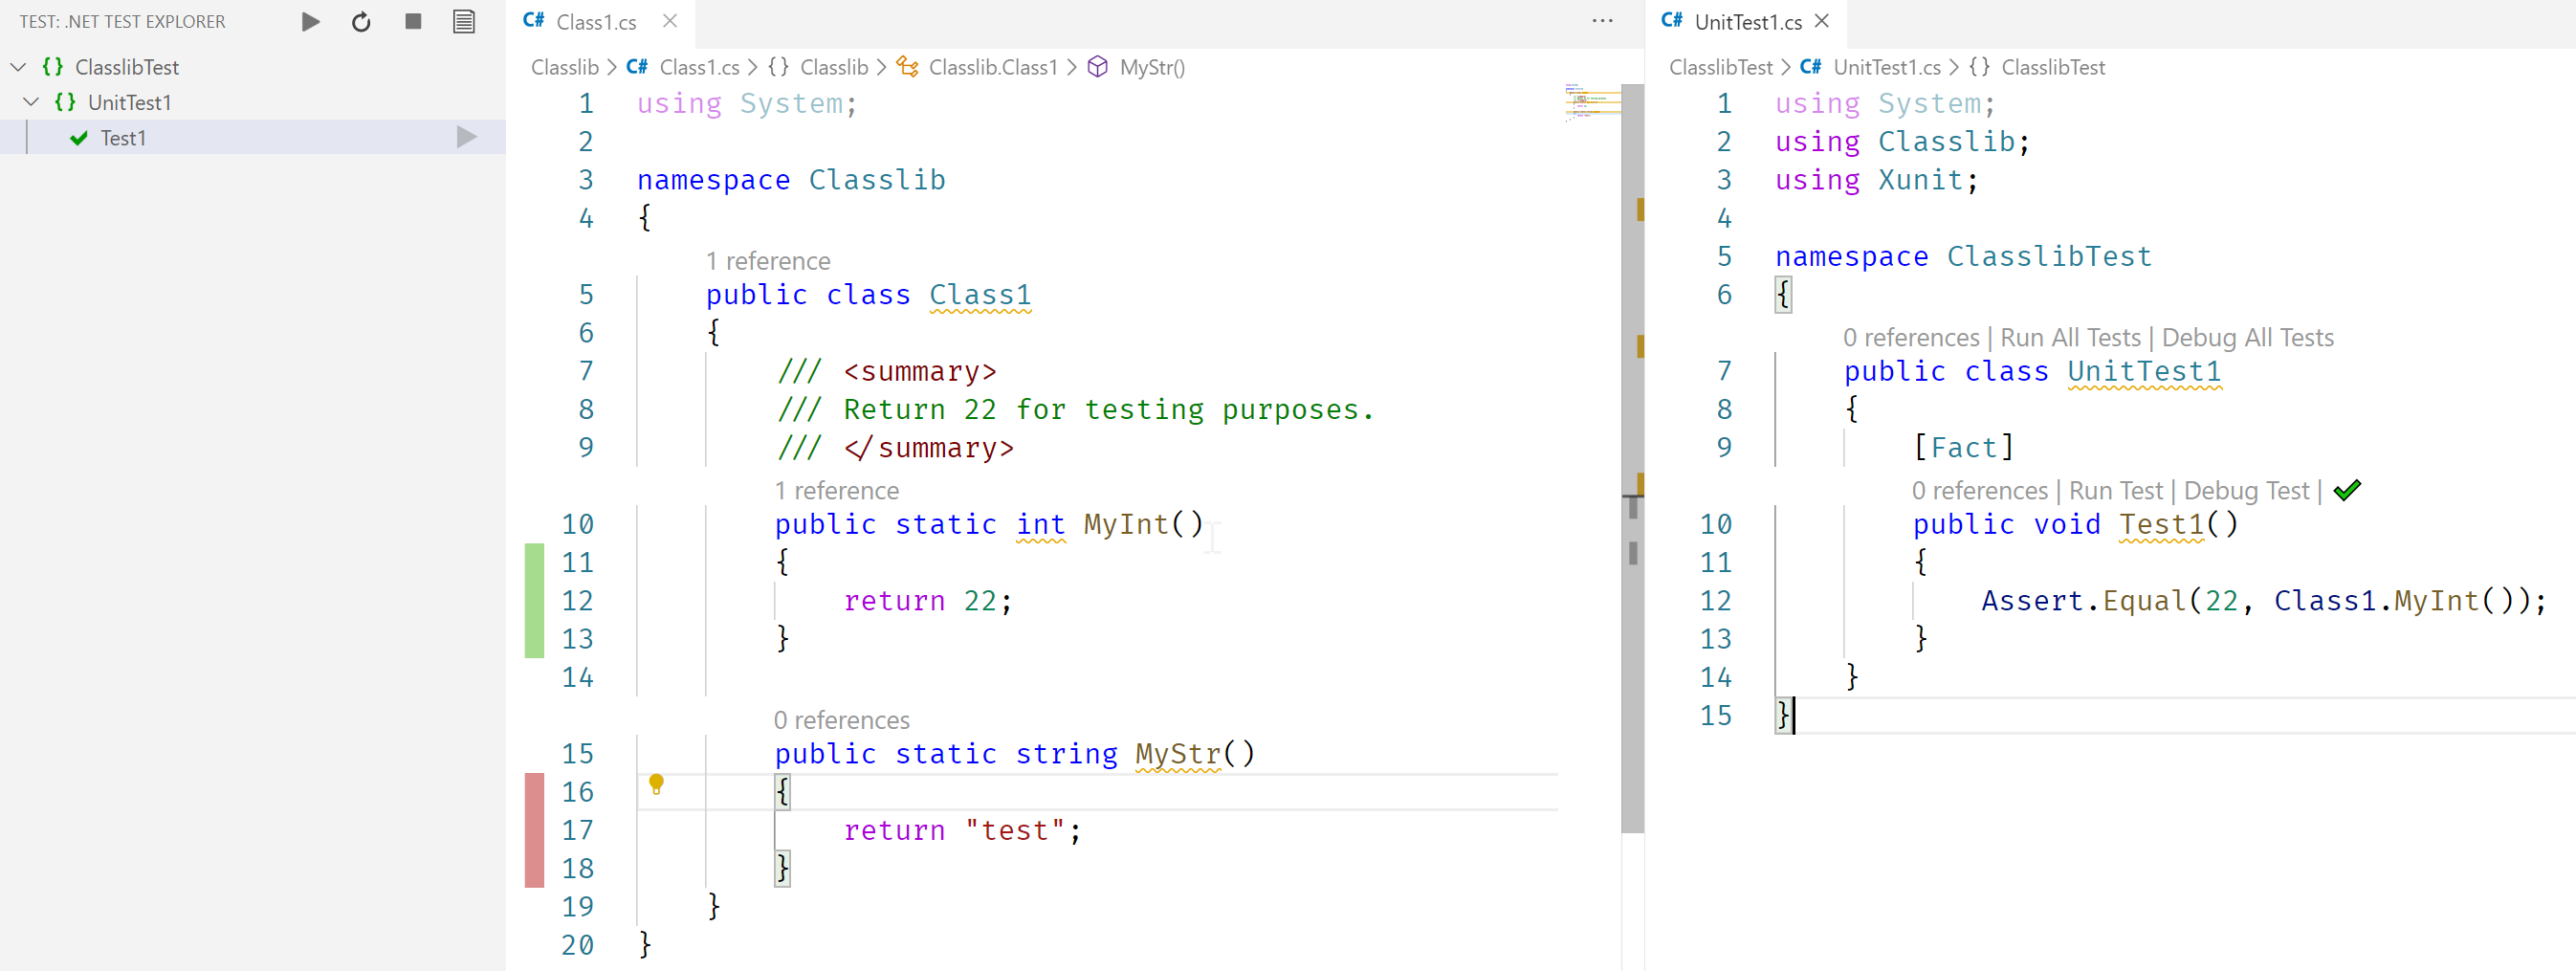 TEST: .NET TEST EXPLORER
{} ClasslibTest
{} UnitTest1
Test1
C# Class1.cs
Classlib > C# Class1.cs > {} Classlib > Classlib.Class1 > MyStr()
1 using System;
2
3 namespace Classlib
4 {
1 reference
5 public class Class1
6 {
7 /// <summary>
8 /// Return 22 for testing purposes.
9 /// </summary>
1 reference
10 public static int MyInt()
11 {
12 return 22;
13 }
14
0 references
15 public static string MyStr()
16 {
17 return "test";
18 }
19 }
20 }
C# UnitTest1.cs
ClasslibTest > C# UnitTest1.cs > {} ClasslibTest
1 using System;
2 using Classlib;
3 using Xunit;
4
5 namespace ClasslibTest
6 {
0 references | Run All Tests | Debug All Tests
7 public class UnitTest1
8 {
9 [Fact]
0 references | Run Test | Debug Test | ✔
10 public void Test1()
11 {
12 Assert.Equal(22, Class1.MyInt());
13 }
14 }
15 }